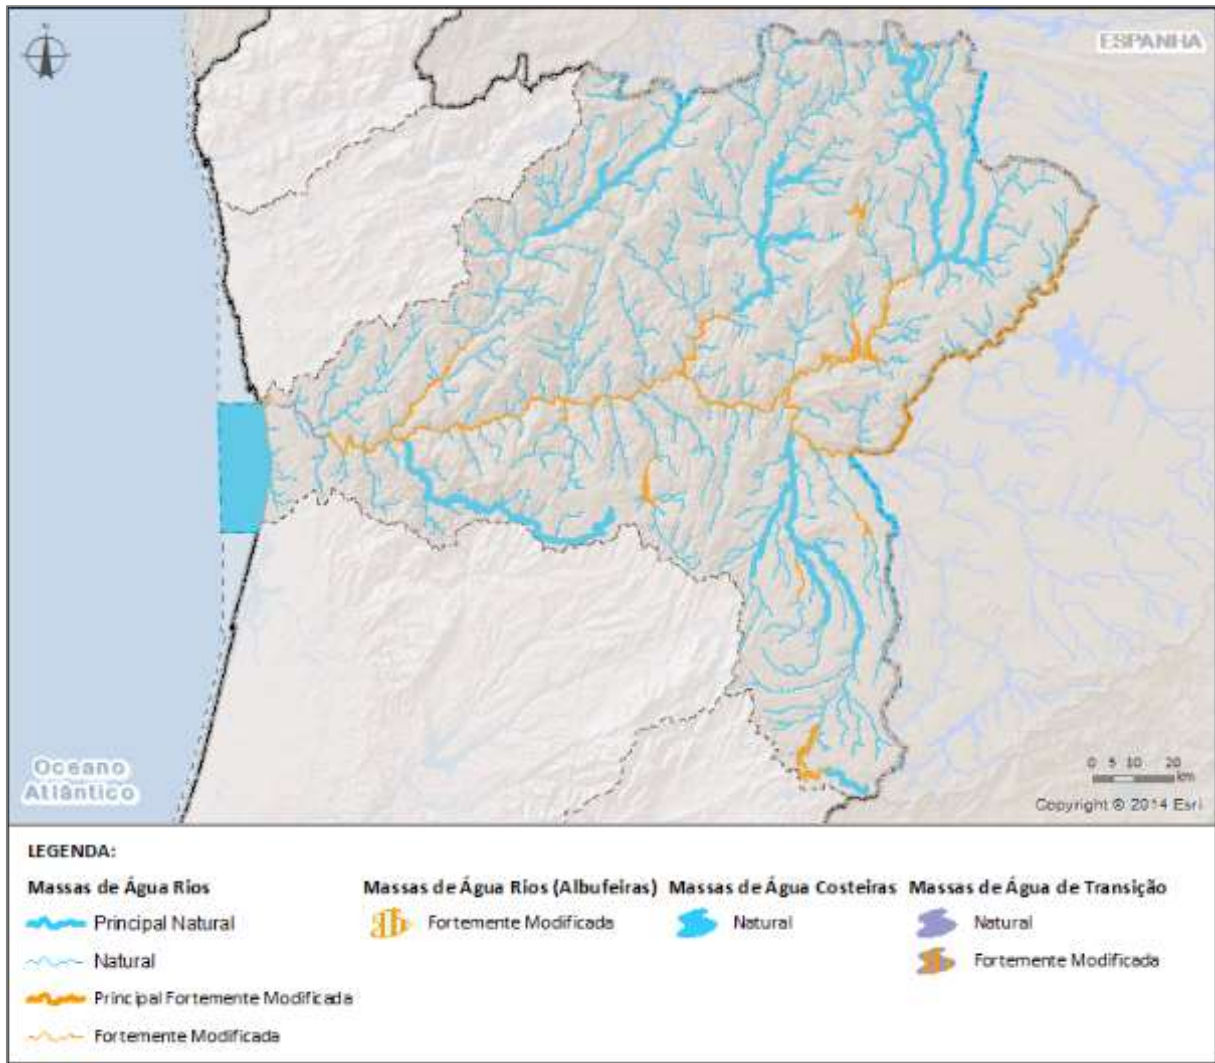 N
ESPANHA
Oceano
Atlântico
0 5 10 20
km
Copyright © 2014 Esri
LEGENDA:
Massas de Água Rios
Principal Natural
Natural
Principal Fortemente Modificada
Fortemente Modificada
Massas de Água Rios (Albufeiras)
Fortemente Modificada
Massas de Água Costeiras
Natural
Massas de Água de Transição
Natural
Fortemente Modificada